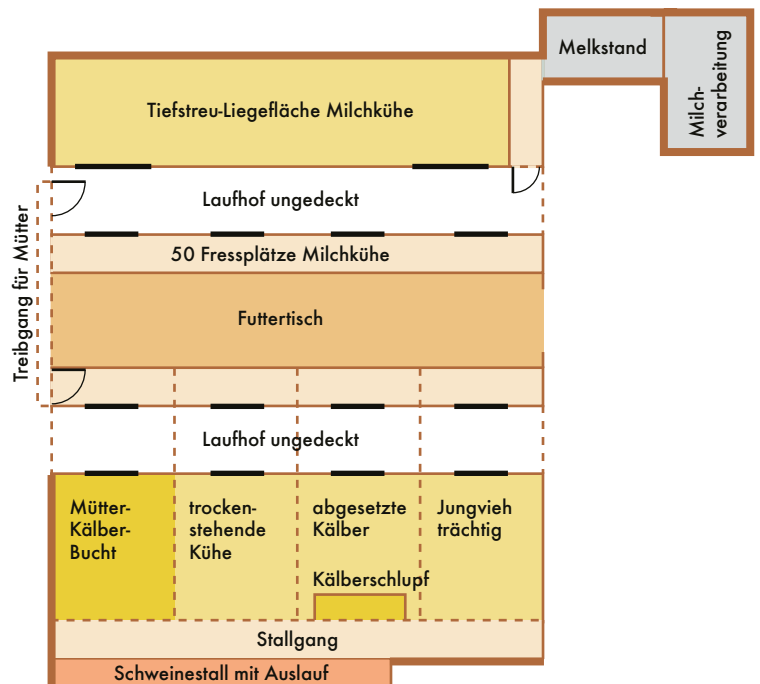 Melkstand
Milch-
verarbeitung
Tiefstreu-Liegefläche Milchkühe
Laufhof ungedeckt
50 Fressplätze Milchkühe
Treibgang für Mütter
Futtertisch
Laufhof ungedeckt
Mütter-
Kälber-
Bucht
trocken-
stehende
Kühe
abgesetzte
Kälber
Kälberschlupf
Jungvieh
trächtig
Stallgang
Schweinestall mit Auslauf